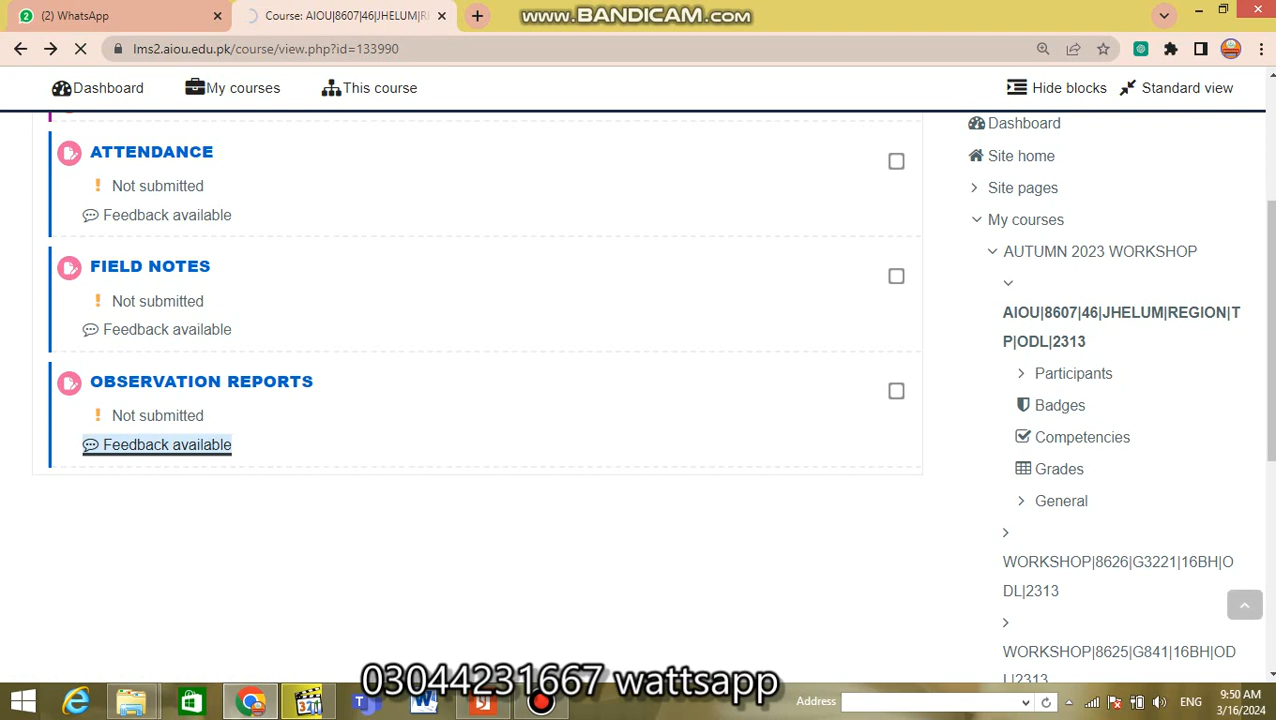 www.BANDICAM.com
2
(2) WhatsApp
Course: AIOU|8607|46|JHELUM|RE
lms2.aiou.edu.pk/course/view.php?id=133990
Dashboard
My courses
This course
Hide blocks
Standard view
ATTENDANCE
Not submitted
Feedback available
FIELD NOTES
Not submitted
Feedback available
OBSERVATION REPORTS
Not submitted
Feedback available
Dashboard
Site home
Site pages
My courses
AUTUMN 2023 WORKSHOP
AIOU|8607|46|JHELUM|REGION|T
P|ODL|2313
Participants
Badges
Competencies
Grades
General
WORKSHOP|8626|G3221|16BH|O
DL|2313
WORKSHOP|8625|G841|16BH|OD
L|2313
03044231667 wattsapp
321
Address
ENG
9:50 AM
3/16/2024